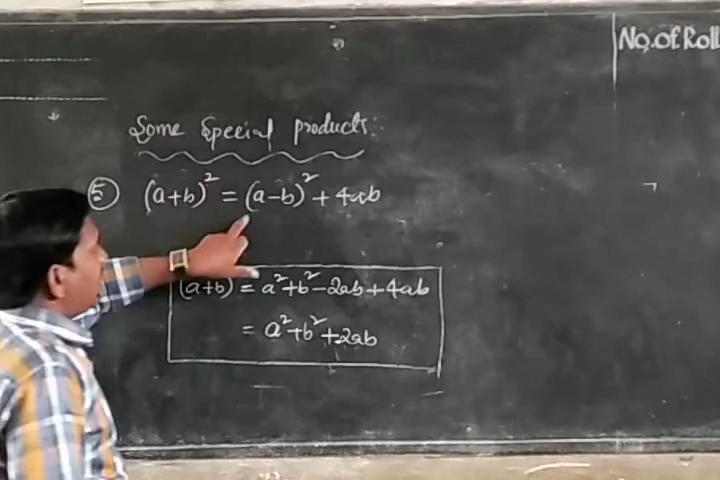 No. of Roll
Some Special products:
⑤ (a+b)² = (a-b)² + 4ab
(a+b) = a²+b²-2ab+4ab
= a²+b²+2ab